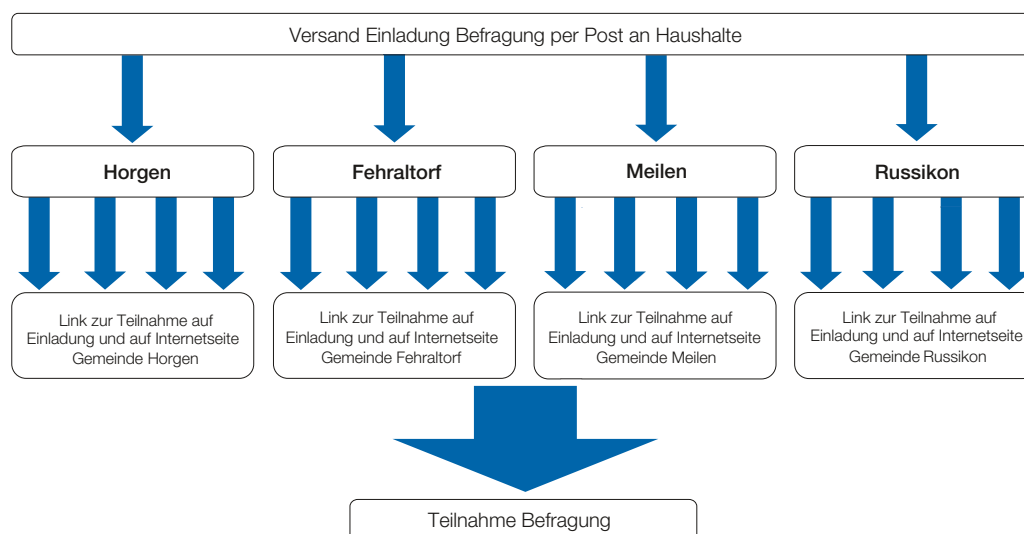 Versand Einladung Befragung per Post an Haushalte
Horgen
Fehraltorf
Meilen
Russikon
Link zur Teilnahme auf
Einladung und auf Internetseite
Gemeinde Horgen
Link zur Teilnahme auf
Einladung und auf Internetseite
Gemeinde Fehraltorf
Link zur Teilnahme auf
Einladung und auf Internetseite
Gemeinde Meilen
Link zur Teilnahme auf
Einladung und auf Internetseite
Gemeinde Russikon
Teilnahme Befragung